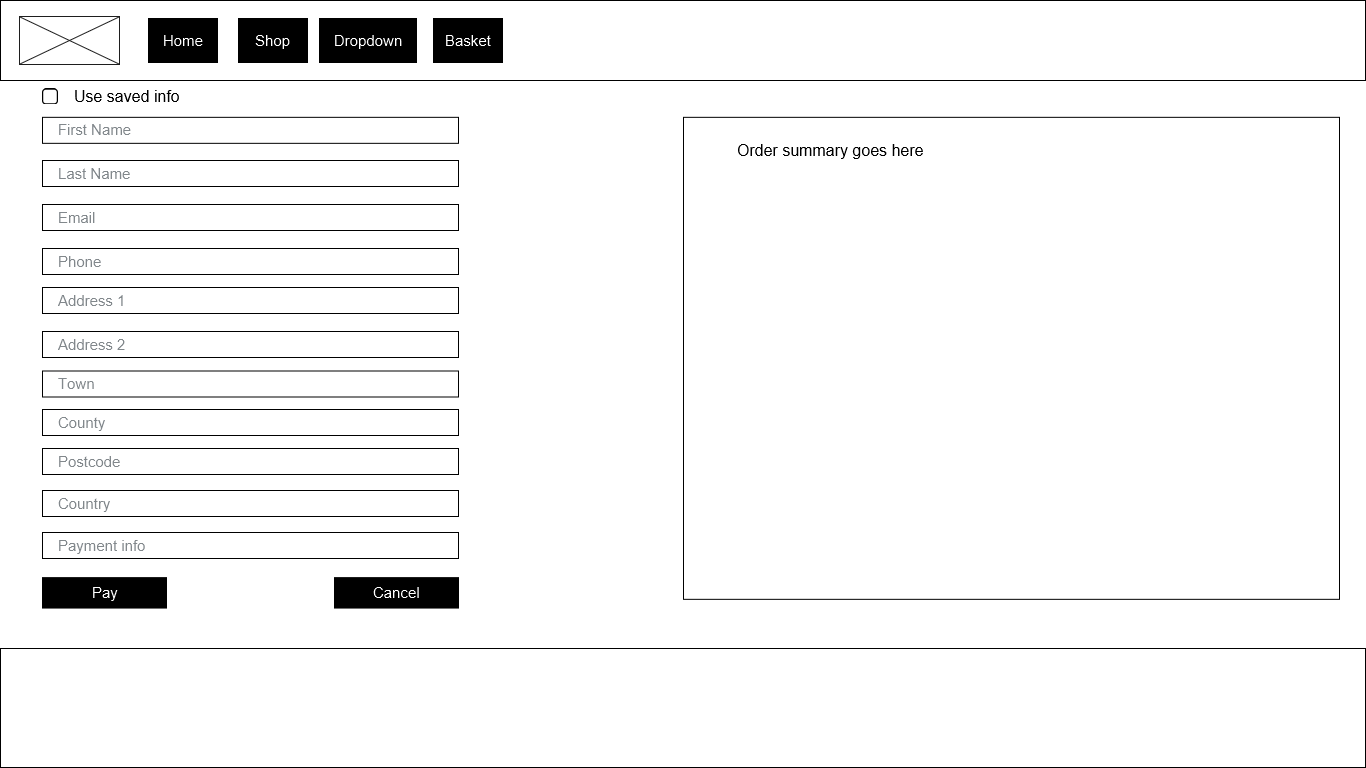 Home Shop Dropdown Basket
Use saved info
First Name
Last Name
Email
Phone
Address 1
Address 2
Town
County
Postcode
Country
Payment info
Pay Cancel
Order summary goes here